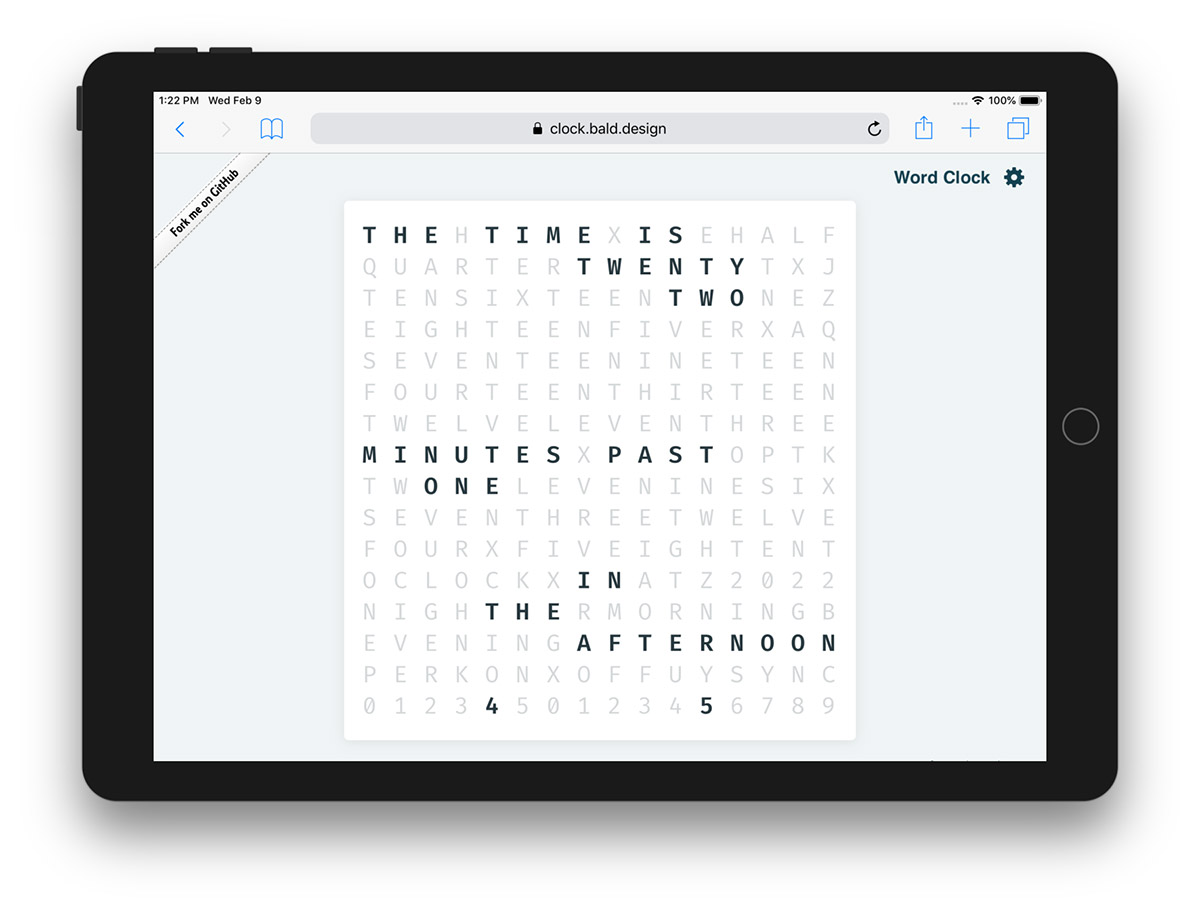 1:22 PM Wed Feb 9 100%
clock.bald.design
Fork me on GitHub
Word Clock
T H E H T I M E X I S E H A L F
Q U A R T E R T W E N T Y T X J
T E N S I X T E E N T W O N E Z
E I G H T E E N F I V E R X A Q
S E V E N T E E N I N E T E E N
F O U R T E E N T H I R T E E N
T W E L V E L E V E N T H R E E
M I N U T E S X P A S T O P T K
T W O N E L E V E N I N E S I X
S E V E N T H R E E T W E L V E
F O U R X F I V E I G H T E N T
O C L O C K X I N A T Z 2 0 2 2
N I G H T H E R M O R N I N G B
E V E N I N G A F T E R N O O N
P E R K O N X O F F U Y S Y N C
0 1 2 3 4 5 0 1 2 3 4 5 6 7 8 9